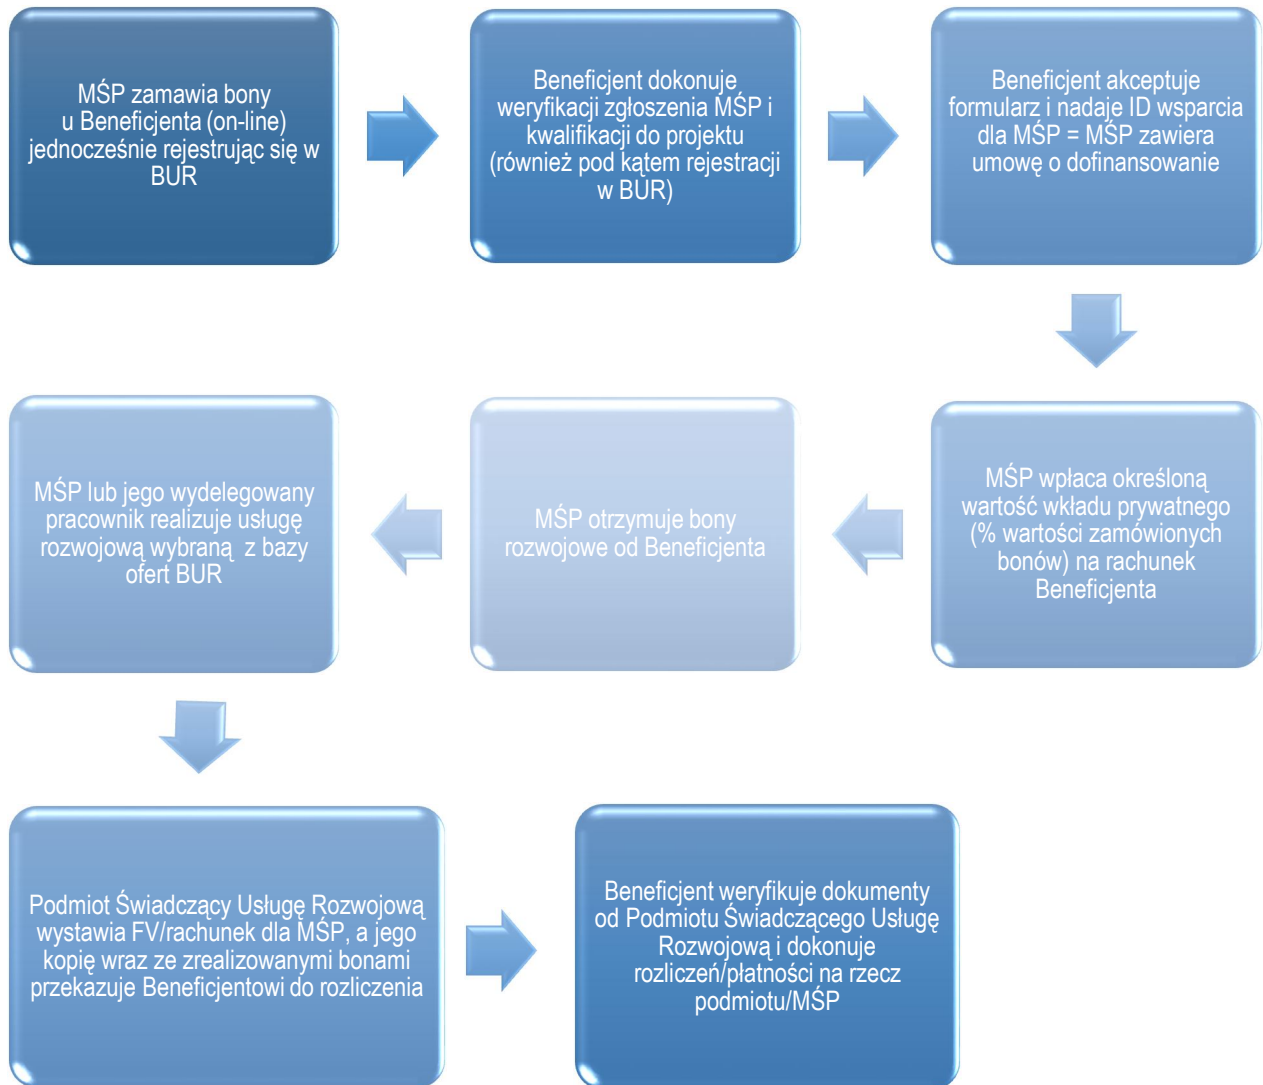 MŚP zamawia bony
u Beneficjenta (on-line)
jednocześnie rejestrując się w
BUR
Beneficjent dokonuje
weryfikacji zgłoszenia MŚP i
kwalifikacji do projektu
(również pod kątem rejestracji
w BUR)
Beneficjent akceptuje
formularz i nadaje ID wsparcia
dla MŚP = MŚP zawiera
umowę o dofinansowanie
MŚP wpłaca określoną
wartość wkładu prywatnego
(% wartości zamówionych
bonów) na rachunek
Beneficjenta
MŚP otrzymuje bony
rozwojowe od Beneficjenta
MŚP lub jego wydelegowany
pracownik realizuje usługę
rozwojową wybraną z bazy
ofert BUR
Podmiot Świadczący Usługę Rozwojową
wystawia FV/rachunek dla MŚP, a jego
kopię wraz ze zrealizowanymi bonami
przekazuje Beneficjentowi do rozliczenia
Beneficjent weryfikuje dokumenty
od Podmiotu Świadczącego Usługę
Rozwojową i dokonuje
rozliczeń/płatności na rzecz
podmiotu/MŚP